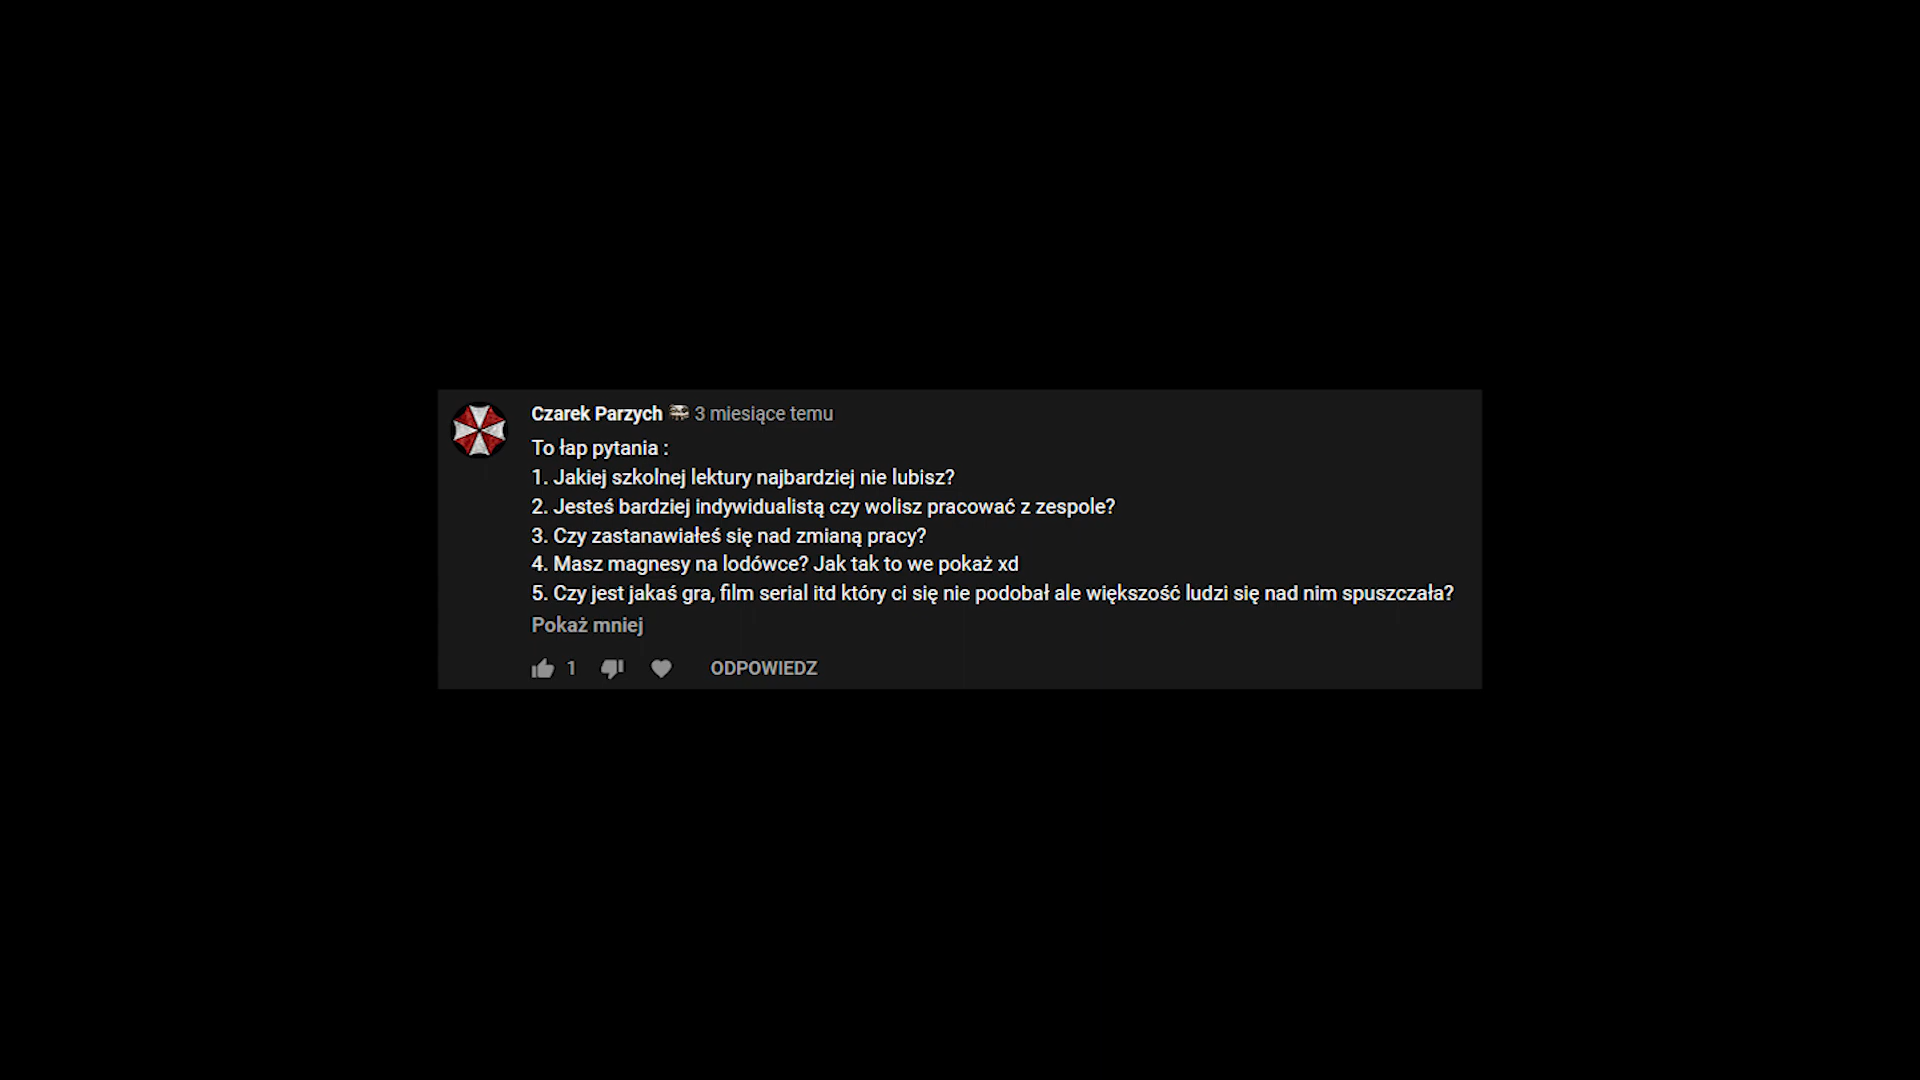 Czarek Parzych 3 miesiące temu
To łap pytania :
1. Jakiej szkolnej lektury najbardziej nie lubisz?
2. Jesteś bardziej indywidualistą czy wolisz pracować z zespole?
3. Czy zastanawiałeś się nad zmianą pracy?
4. Masz magnesy na lodówce? Jak tak to we pokaż xd
5. Czy jest jakaś gra, film serial itd który ci się nie podobał ale większość ludzi się nad nim spuszczała?
Pokaż mniej
1 ODPOWIEDZ